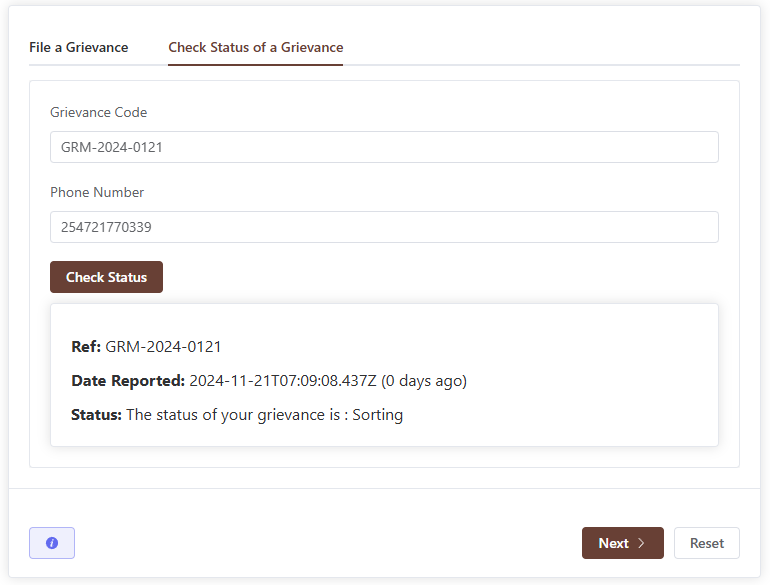 File a Grievance
Check Status of a Grievance
Grievance Code
GRM-2024-0121
Phone Number
254721770339
Check Status
Ref: GRM-2024-0121
Date Reported: 2024-11-21T07:09:08.437Z (0 days ago)
Status: The status of your grievance is : Sorting
Next
Reset